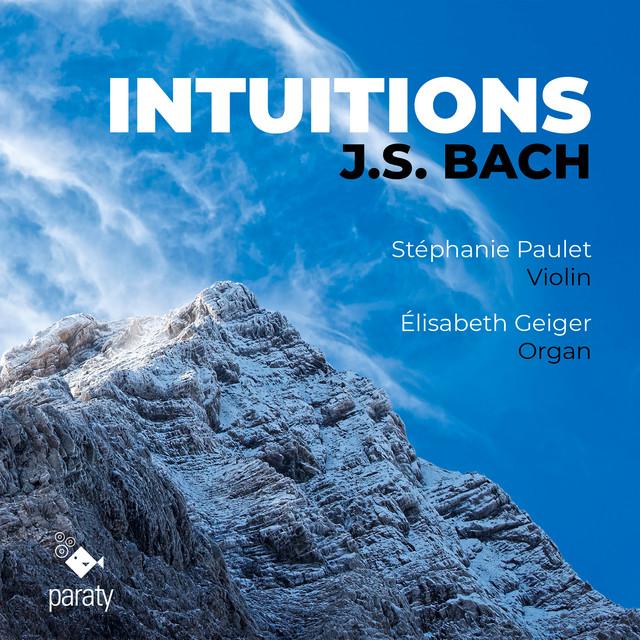 INTUITIONS
J.S. BACH
Stéphanie Paulet
Violin
Élisabeth Geiger
Organ
paraty